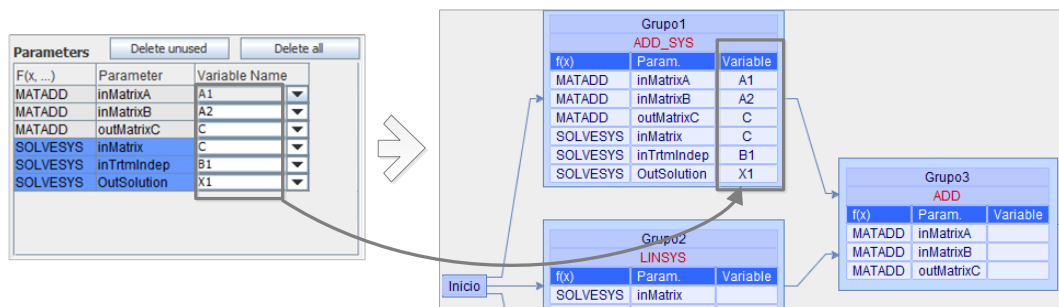 Parameters Delete unused Delete all
F(x, ...) Parameter Variable Name
MATADD inMatrixA A1
MATADD inMatrixB A2
MATADD outMatrixC C
SOLVESYS inMatrix C
SOLVESYS inTrtmIndep B1
SOLVESYS OutSolution X1
Grupo1
ADD_SYS
f(x) Param. Variable
MATADD inMatrixA A1
MATADD inMatrixB A2
MATADD outMatrixC C
SOLVESYS inMatrix C
SOLVESYS inTrtmIndep B1
SOLVESYS OutSolution X1
Grupo2
LINSYS
f(x) Param. Variable
SOLVESYS inMatrix
Inicio
Grupo3
ADD
f(x) Param. Variable
MATADD inMatrixA
MATADD inMatrixB
MATADD outMatrixC